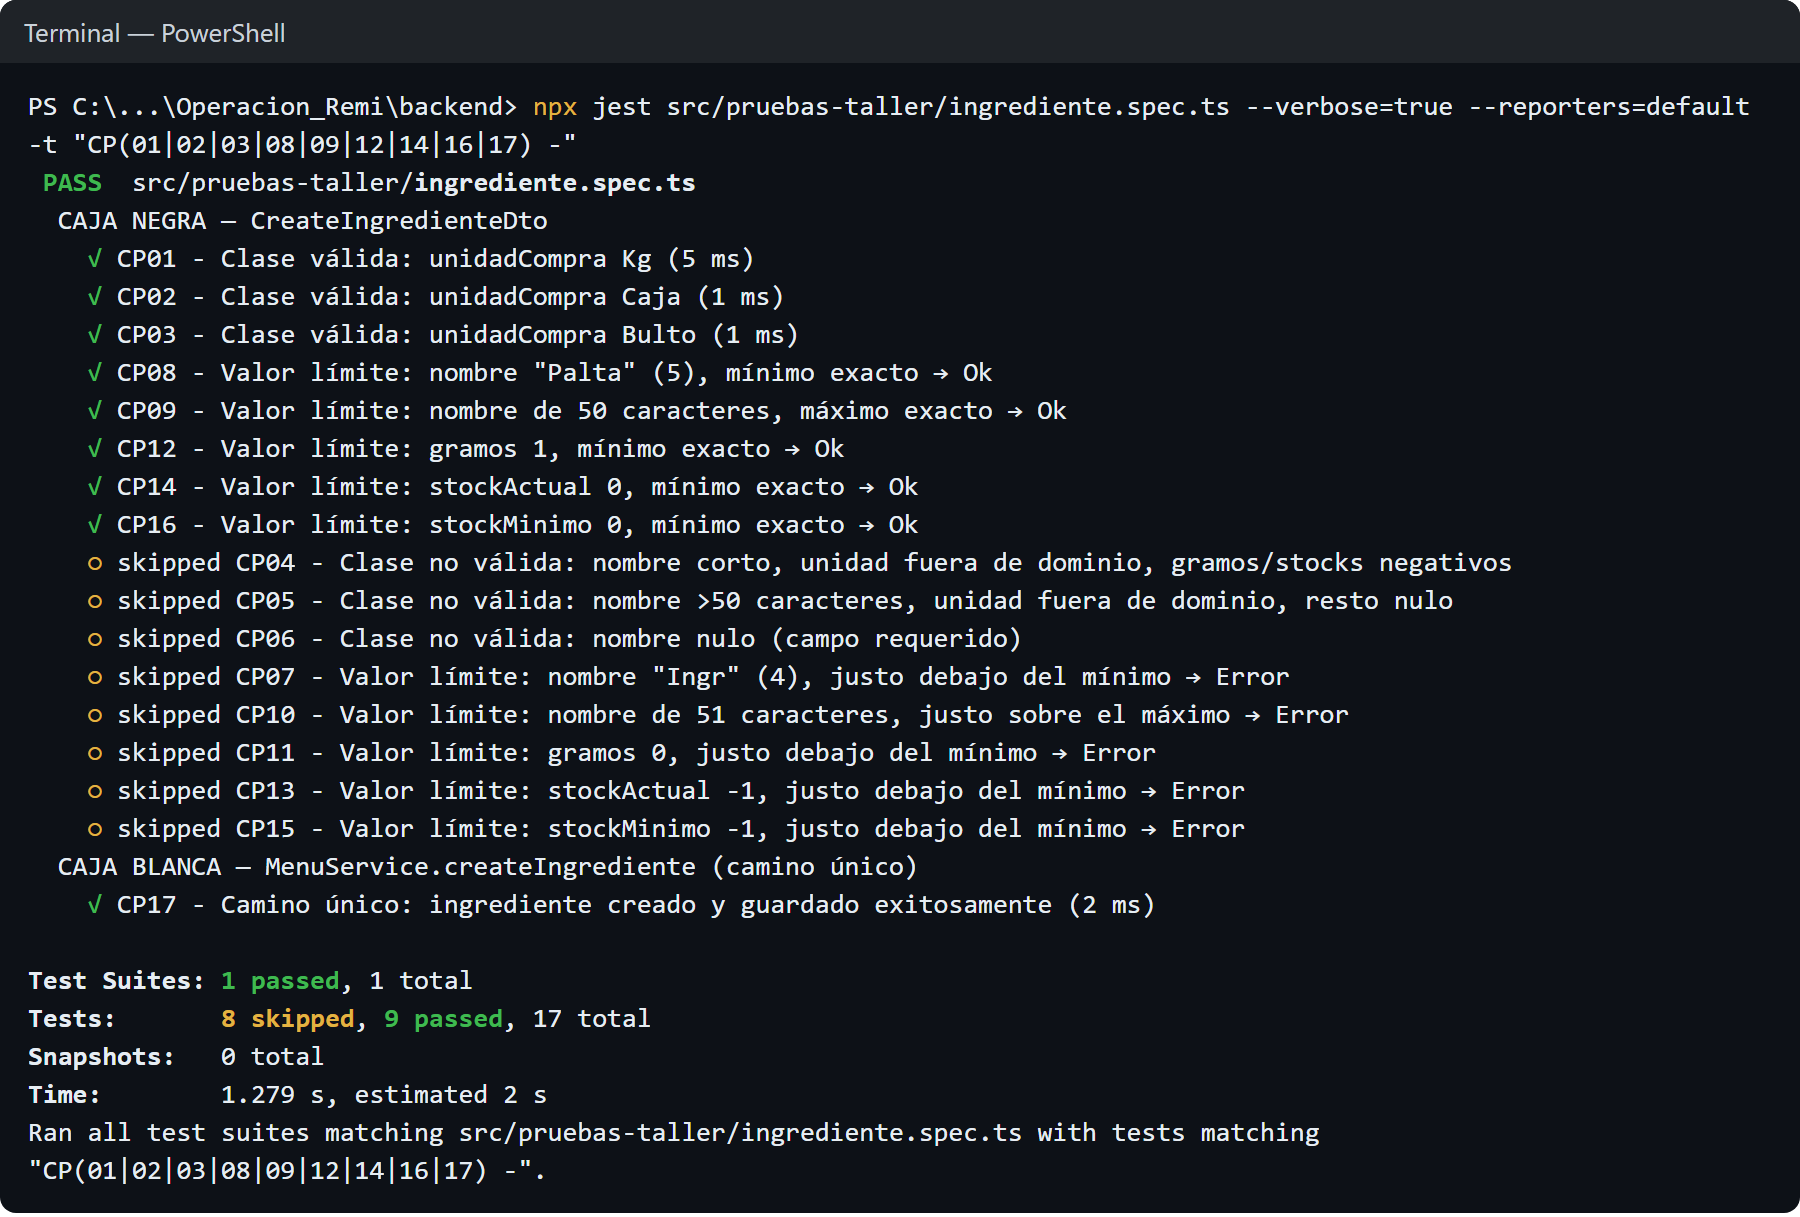 Terminal — PowerShell
PS C:\...\Operacion_Remi\backend> npx jest src/pruebas-taller/ingrediente.spec.ts --verbose=true --reporters=default
-t "CP(01|02|03|08|09|12|14|16|17) -"
PASS src/pruebas-taller/ingrediente.spec.ts
CAJA NEGRA — CreateIngredienteDto
√ CP01 - Clase válida: unidadCompra Kg (5 ms)
√ CP02 - Clase válida: unidadCompra Caja (1 ms)
√ CP03 - Clase válida: unidadCompra Bulto (1 ms)
√ CP08 - Valor límite: nombre "Palta" (5), mínimo exacto → Ok
√ CP09 - Valor límite: nombre de 50 caracteres, máximo exacto → Ok
√ CP12 - Valor límite: gramos 1, mínimo exacto → Ok
√ CP14 - Valor límite: stockActual 0, mínimo exacto → Ok
√ CP16 - Valor límite: stockMinimo 0, mínimo exacto → Ok
○ skipped CP04 - Clase no válida: nombre corto, unidad fuera de dominio, gramos/stocks negativos
○ skipped CP05 - Clase no válida: nombre >50 caracteres, unidad fuera de dominio, resto nulo
○ skipped CP06 - Clase no válida: nombre nulo (campo requerido)
○ skipped CP07 - Valor límite: nombre "Ingr" (4), justo debajo del mínimo → Error
○ skipped CP10 - Valor límite: nombre de 51 caracteres, justo sobre el máximo → Error
○ skipped CP11 - Valor límite: gramos 0, justo debajo del mínimo → Error
○ skipped CP13 - Valor límite: stockActual -1, justo debajo del mínimo → Error
○ skipped CP15 - Valor límite: stockMinimo -1, justo debajo del mínimo → Error
CAJA BLANCA — MenuService.createIngrediente (camino único)
√ CP17 - Camino único: ingrediente creado y guardado exitosamente (2 ms)
Test Suites: 1 passed, 1 total
Tests: 8 skipped, 9 passed, 17 total
Snapshots: 0 total
Time: 1.279 s, estimated 2 s
Ran all test suites matching src/pruebas-taller/ingrediente.spec.ts with tests matching
"CP(01|02|03|08|09|12|14|16|17) -".